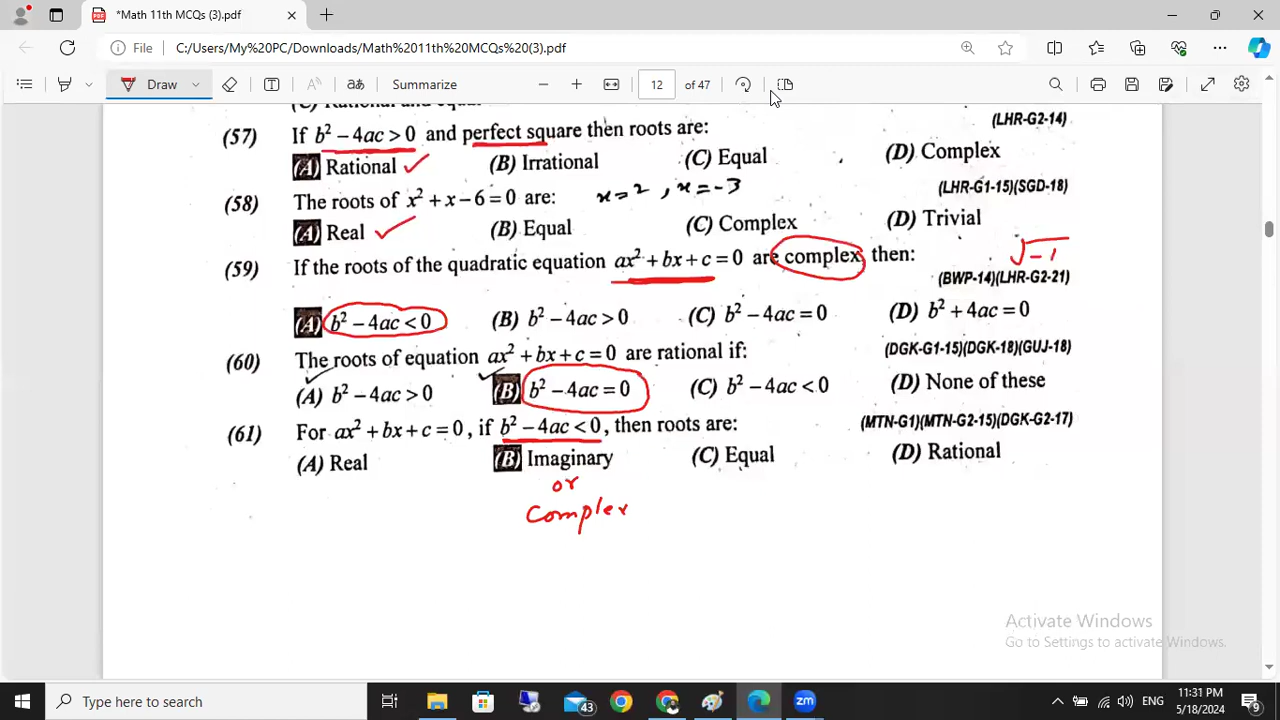 *Math 11th MCQs (3).pdf
File C:/Users/My%20PC/Downloads/Math%2011th%20MCQs%20(3).pdf
Draw Summarize 12 of 47
(C) Rational and equal
(57) If b² − 4ac > 0 and perfect square then roots are: (LHR-G2-14)
(A) Rational ✓ (B) Irrational (C) Equal (D) Complex
(58) The roots of x² + x − 6 = 0 are: x = 2 , x = −3 (LHR-G1-15)(SGD-18)
(A) Real ✓ (B) Equal (C) Complex (D) Trivial
(59) If the roots of the quadratic equation ax² + bx + c = 0 are complex then: √−1
(BWP-14)(LHR-G2-21)
(A) b² − 4ac < 0 (B) b² − 4ac > 0 (C) b² − 4ac = 0 (D) b² + 4ac = 0
(60) The roots of equation ax² + bx + c = 0 are rational if: (DGK-G1-15)(DGK-18)(GUJ-18)
(A) b² − 4ac > 0 (B) b² − 4ac = 0 (C) b² − 4ac < 0 (D) None of these
(61) For ax² + bx + c = 0, if b² − 4ac < 0, then roots are: (MTN-G1)(MTN-G2-15)(DGK-G2-17)
(A) Real (B) Imaginary (C) Equal (D) Rational
or
Complex
Activate Windows
Go to Settings to activate Windows.
Type here to search 43 zm ENG 11:31 PM
5/18/2024 9